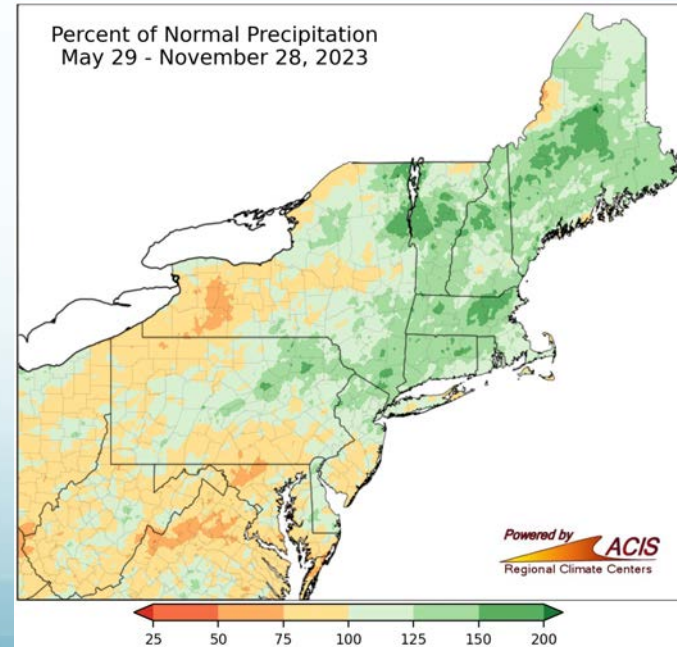 Percent of Normal Precipitation
May 29 - November 28, 2023
Powered by
ACIS
Regional Climate Centers
25 50 75 100 125 150 200